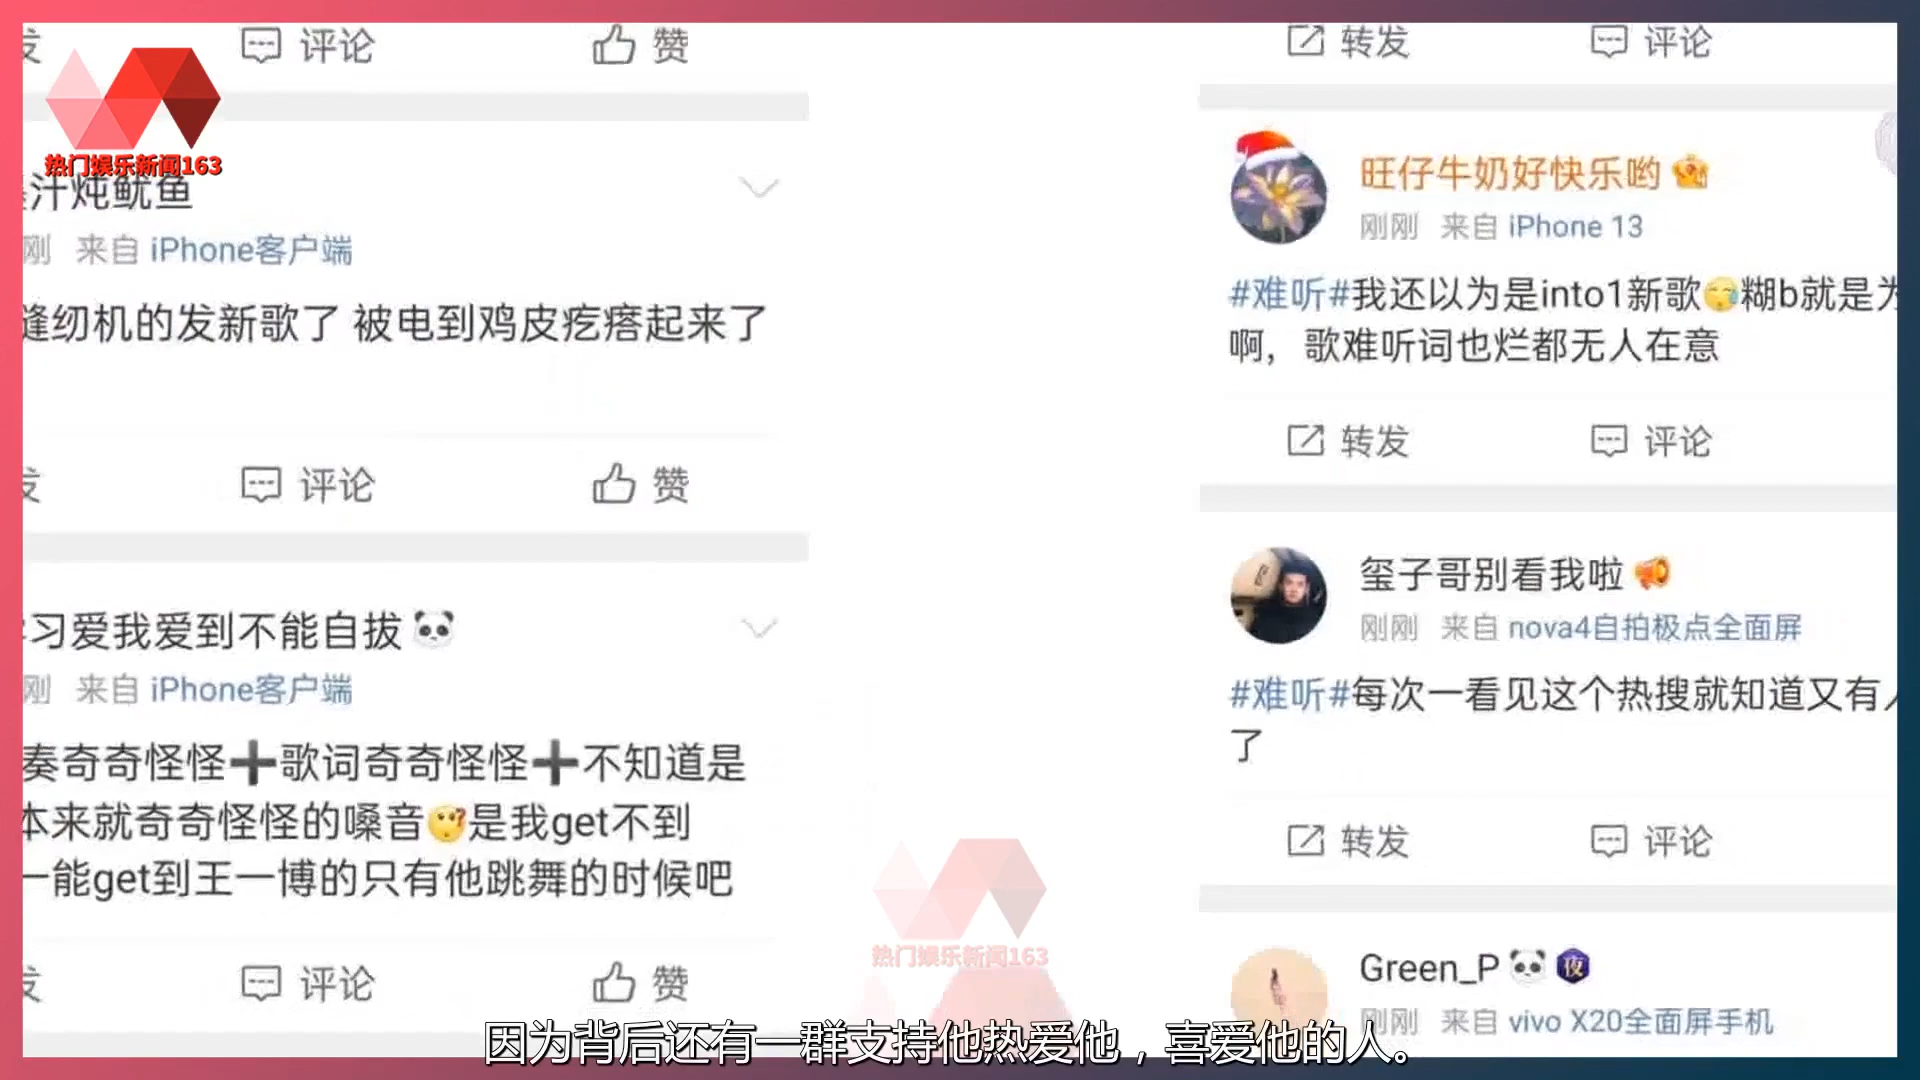 发
评论
赞
热门娱乐新闻163
汁炖鱿鱼
刚 来自 iPhone客户端
缝纫机的发新歌了 被电到鸡皮疙瘩起来了
发
评论
赞
习爱我爱到不能自拔
刚 来自 iPhone客户端
奏奇奇怪怪➕歌词奇奇怪怪➕不知道是
本来就奇奇怪怪的嗓音是我get不到
一能get到王一博的只有他跳舞的时候吧
发
评论
赞
转发
评论
旺仔牛奶好快乐哟
刚刚 来自 iPhone 13
#难听#我还以为是into1新歌糊b就是为
啊，歌难听词也烂都无人在意
转发
评论
玺子哥别看我啦
刚刚 来自 nova4自拍极点全面屏
#难听#每次一看见这个热搜就知道又有人
了
转发
评论
Green_P
夜
刚刚 来自 vivo X20全面屏手机
热门娱乐新闻163
因为背后还有一群支持他热爱他，喜爱他的人。